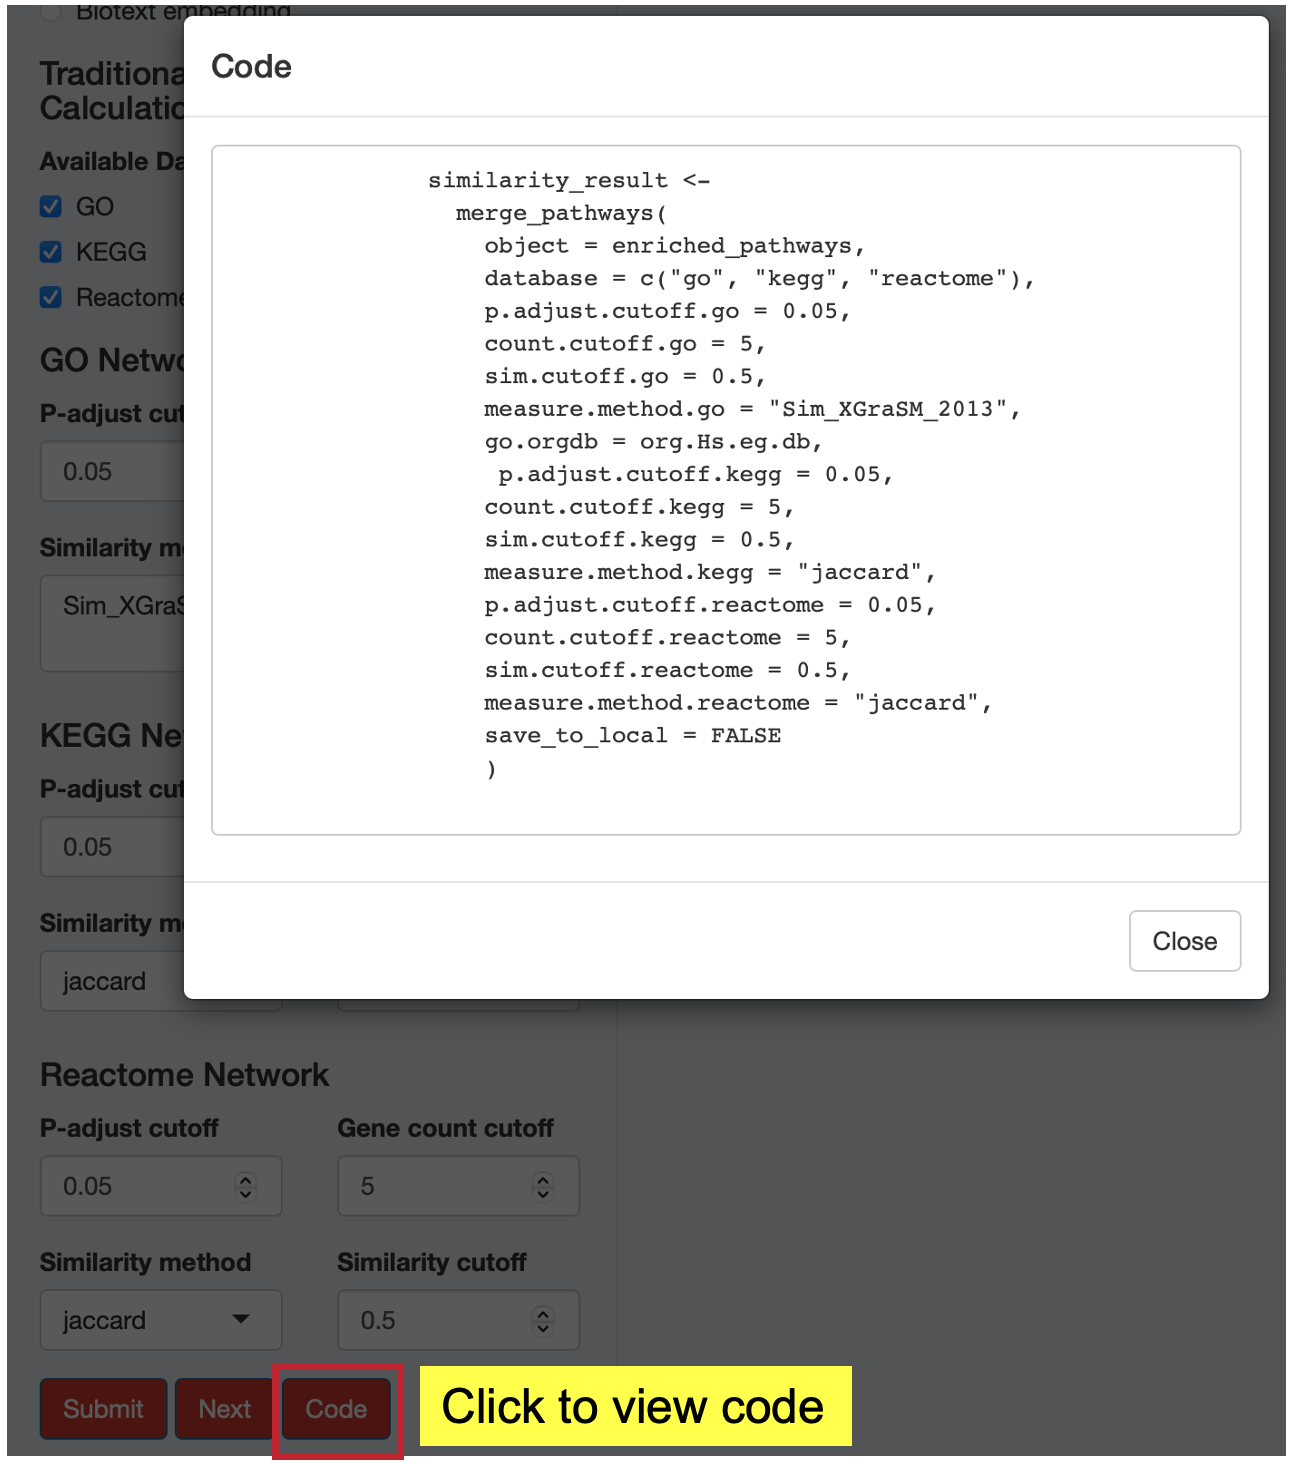 Biotext embedding
Code
Traditiona
Calculatio
Available Da
GO
KEGG
Reactome
GO Netwo
P-adjust cut
0.05
Similarity m
Sim_XGraS
KEGG Ne
P-adjust cut
0.05
Similarity m
jaccard
similarity_result <-
merge_pathways(
object = enriched_pathways,
database = c("go", "kegg", "reactome"),
p.adjust.cutoff.go = 0.05,
count.cutoff.go = 5,
sim.cutoff.go = 0.5,
measure.method.go = "Sim_XGraSM_2013",
go.orgdb = org.Hs.eg.db,
p.adjust.cutoff.kegg = 0.05,
count.cutoff.kegg = 5,
sim.cutoff.kegg = 0.5,
measure.method.kegg = "jaccard",
p.adjust.cutoff.reactome = 0.05,
count.cutoff.reactome = 5,
sim.cutoff.reactome = 0.5,
measure.method.reactome = "jaccard",
save_to_local = FALSE
)
Close
Reactome Network
P-adjust cutoff Gene count cutoff
0.05 5
Similarity method Similarity cutoff
jaccard 0.5
Submit Next Code Click to view code